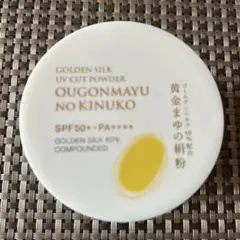 GOLDEN SILK
UV CUT POWDER
OUGONMAYU
NO KINUKO
SPF50+・PA++++
GOLDEN SILK 10%
COMPOUNDED
黄金まゆの絹粉